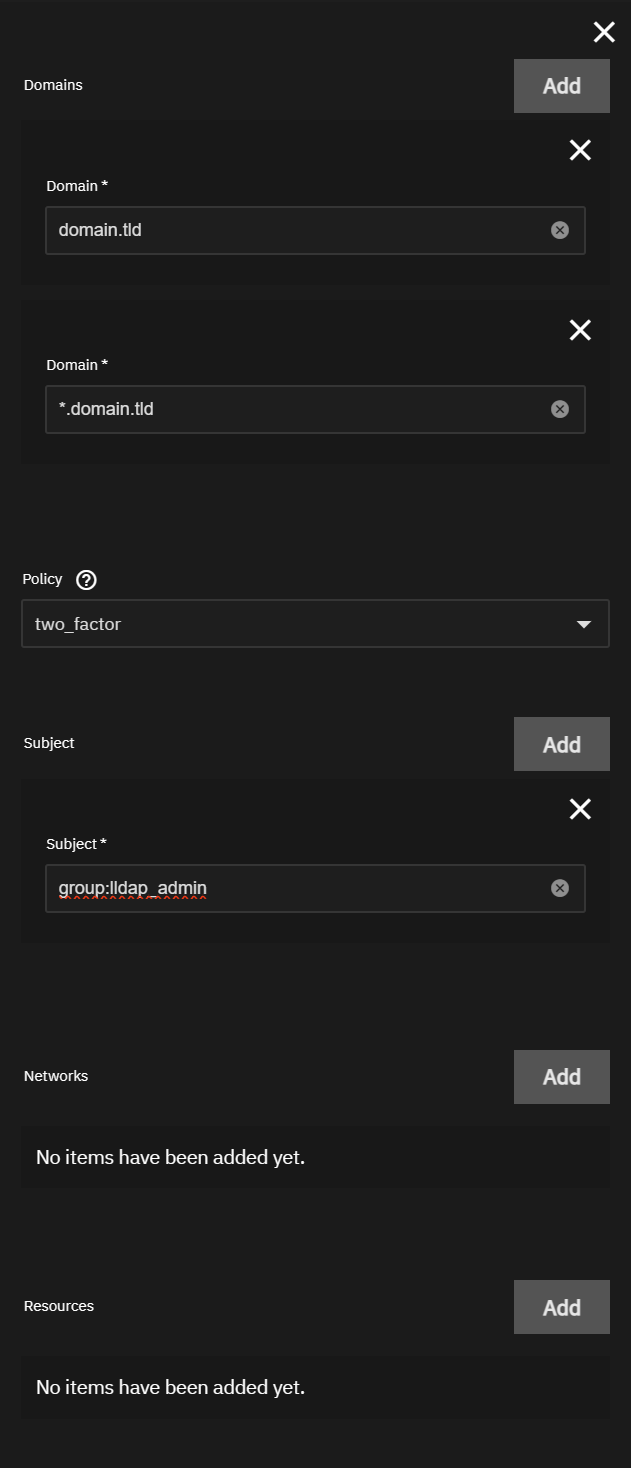 Domains
Add
Domain *
domain.tld
Domain *
*.domain.tld
Policy
two_factor
Subject
Add
Subject *
group:lldap_admin
Networks
Add
No items have been added yet.
Resources
Add
No items have been added yet.